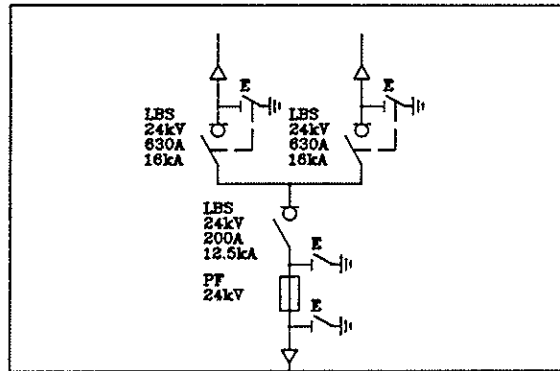 E
E
LBS
24kV
630A
16kA
LBS
24kV
630A
16kA
LBS
24kV
200A
12.5kA
E
PF
24kV
E